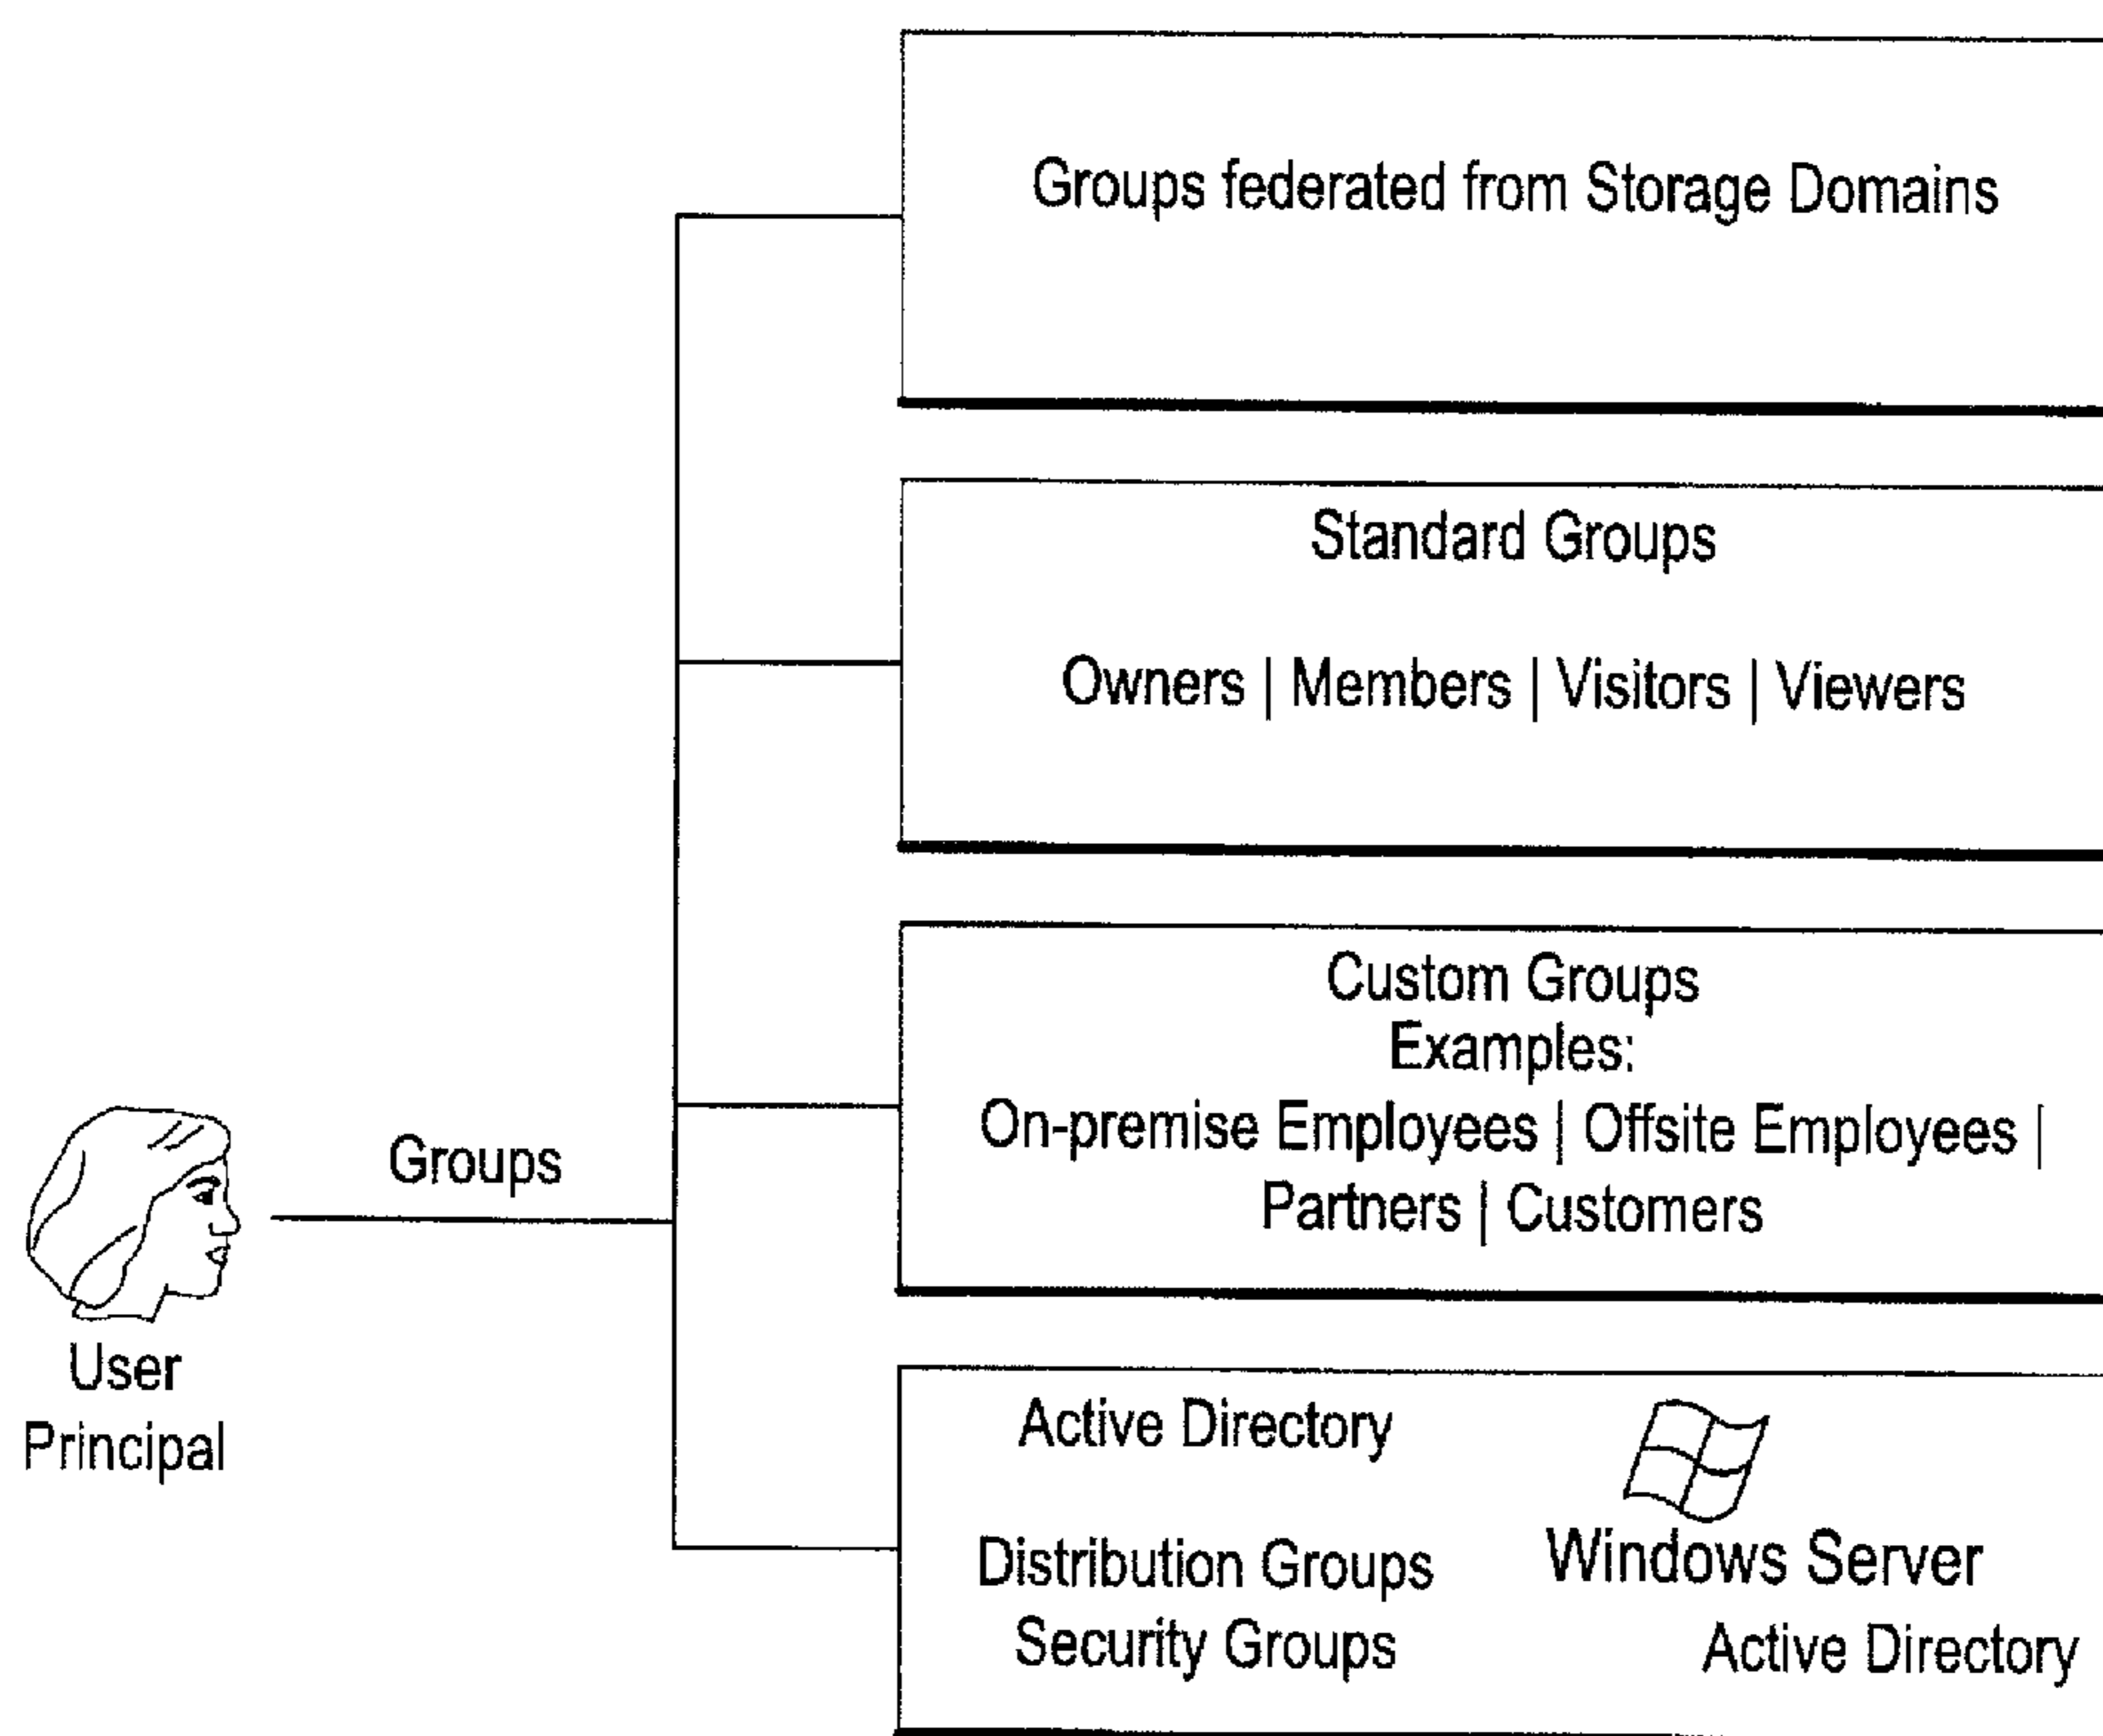 Groups federated from Storage Domains
Standard Groups
Owners | Members | Visitors | Viewers
Custom Groups
Examples:
On-premise Employees | Offsite Employees |
Partners | Customers
Groups
User
Principal
Active Directory
Distribution Groups
Security Groups
Windows Server
Active Directory